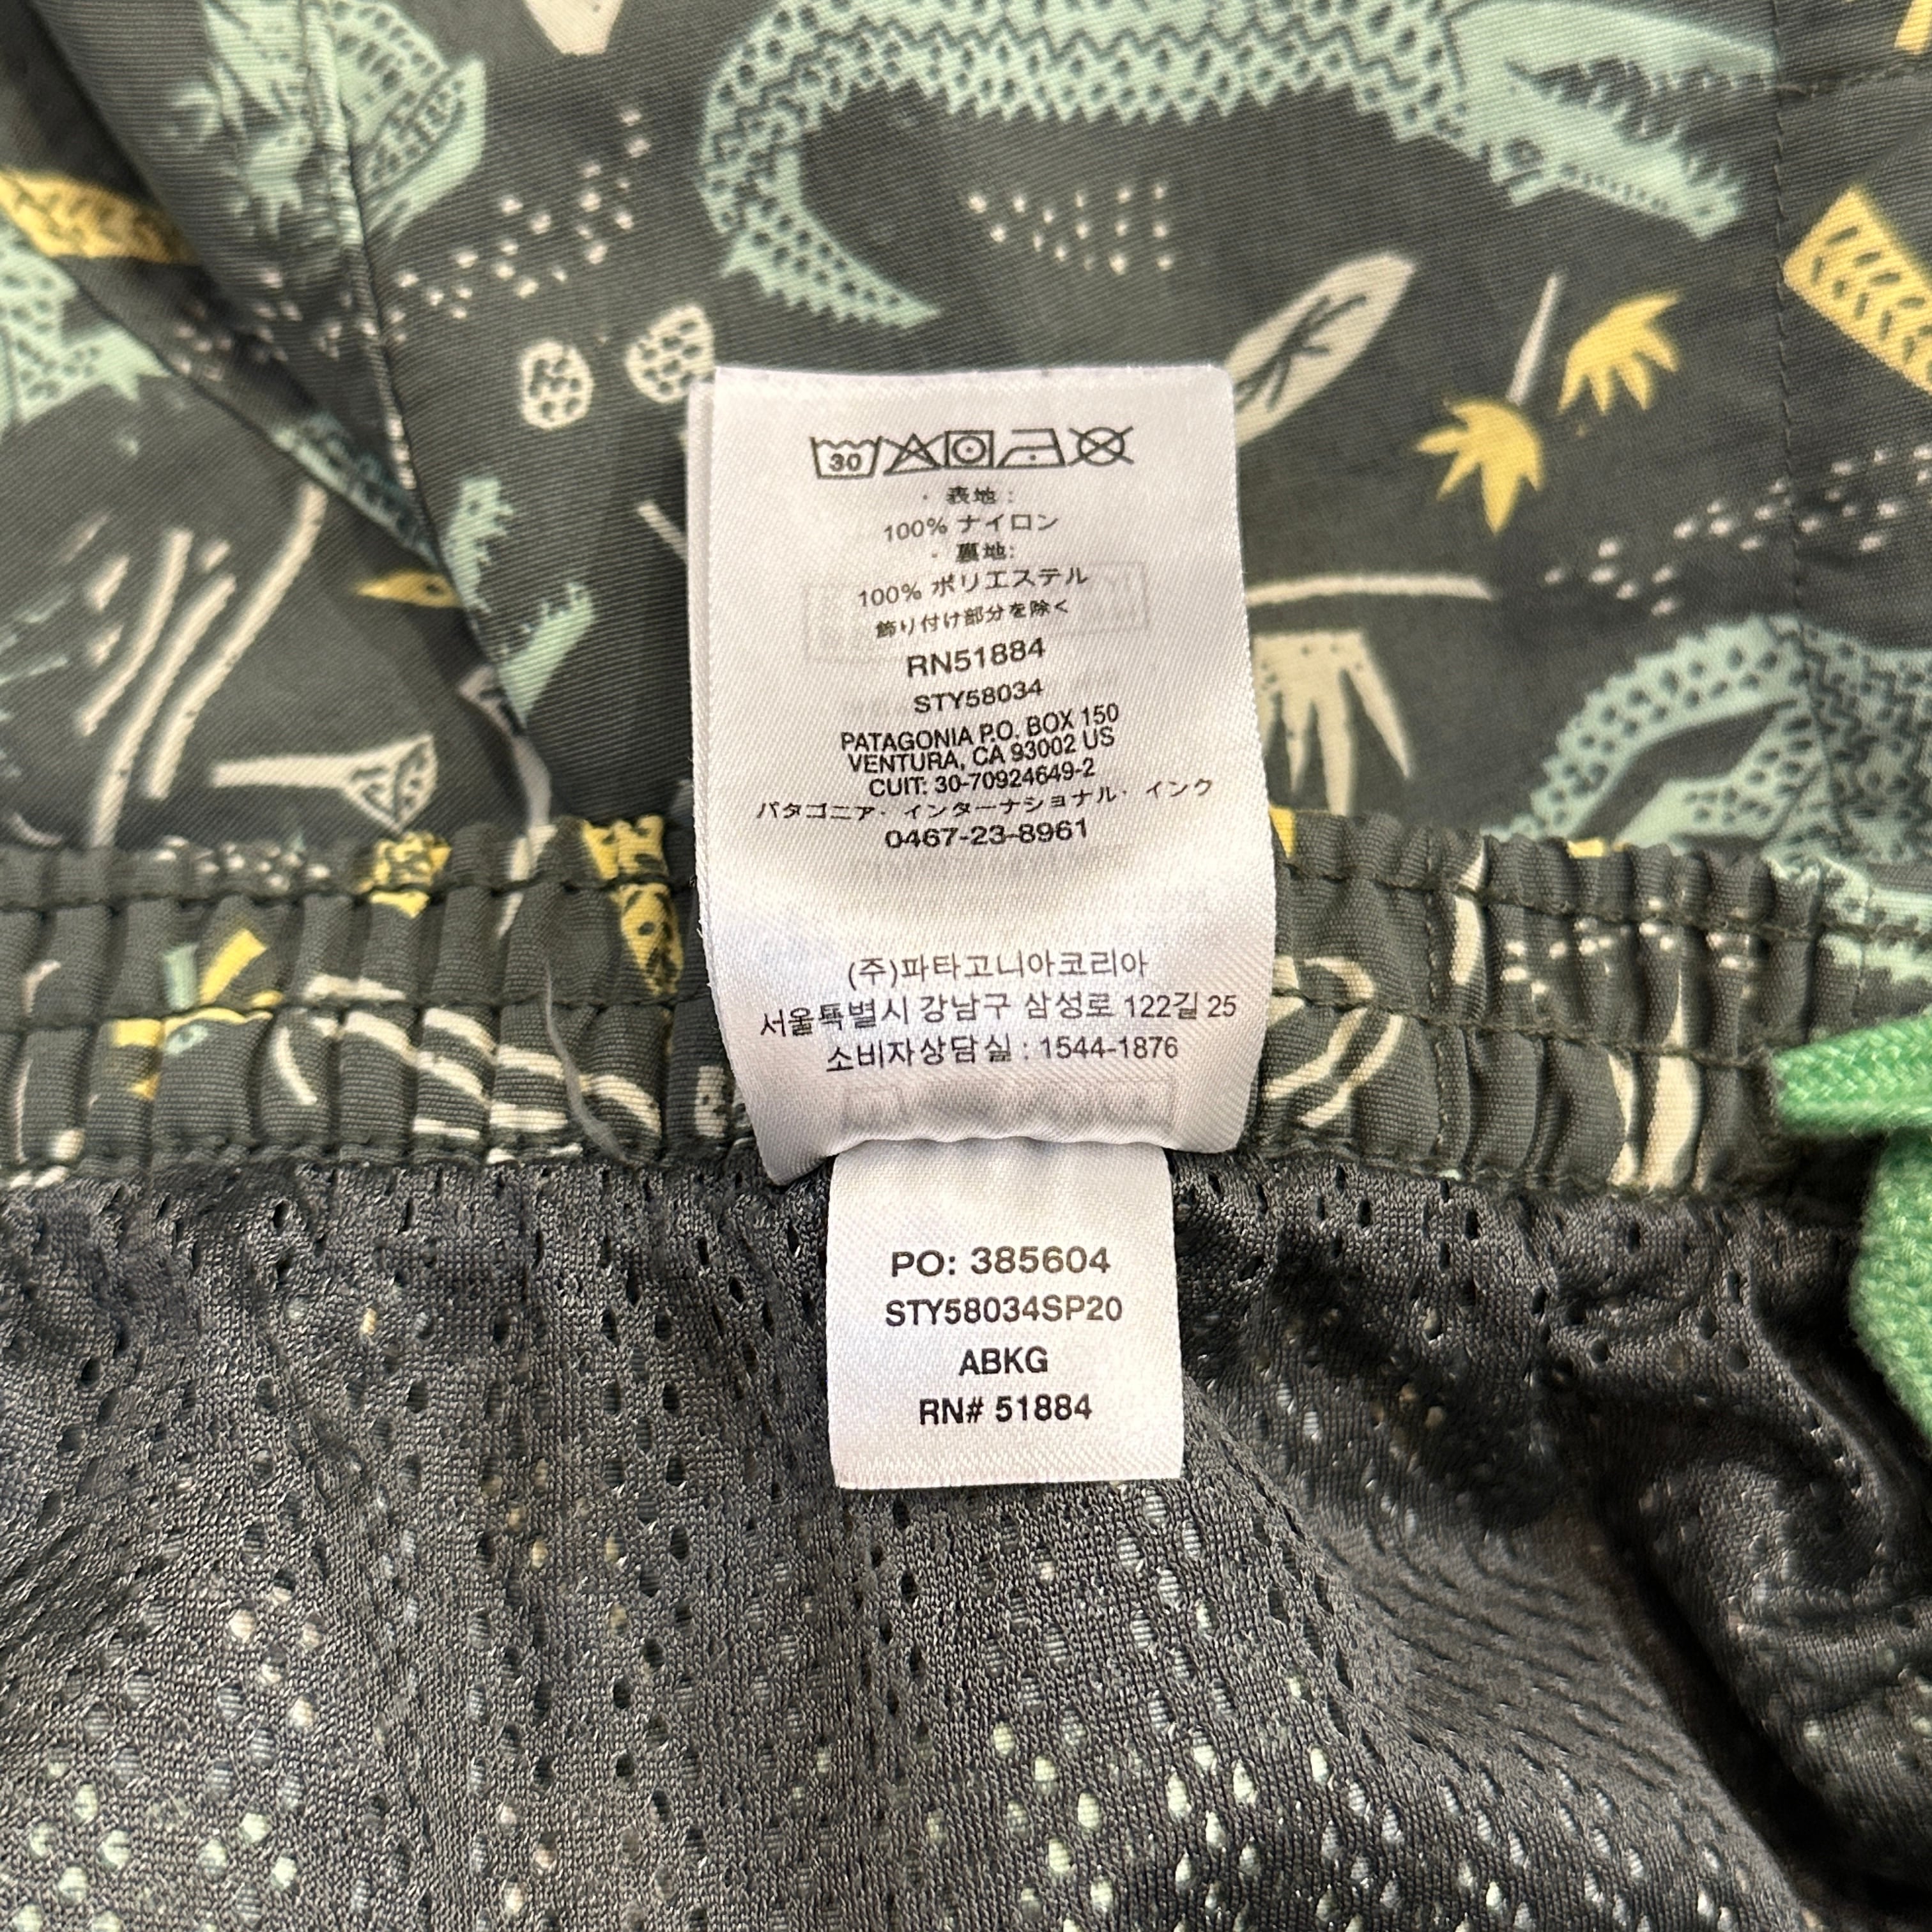 30
・ 表地 :
100% ナイロン
・ 裏地:
100% ポリエステル
飾り付け部分を除く
RN51884
STY58034
PATAGONIA P.O. BOX 150
VENTURA, CA 93002 US
CUIT: 30-70924649-2
パタゴニア・インターナショナル・インク
0467-23-8961
(주)파타고니아코리아
서울특별시 강남구 삼성로 122길 25
소비자상담실 : 1544-1876
PO: 385604
STY58034SP20
ABKG
RN# 51884